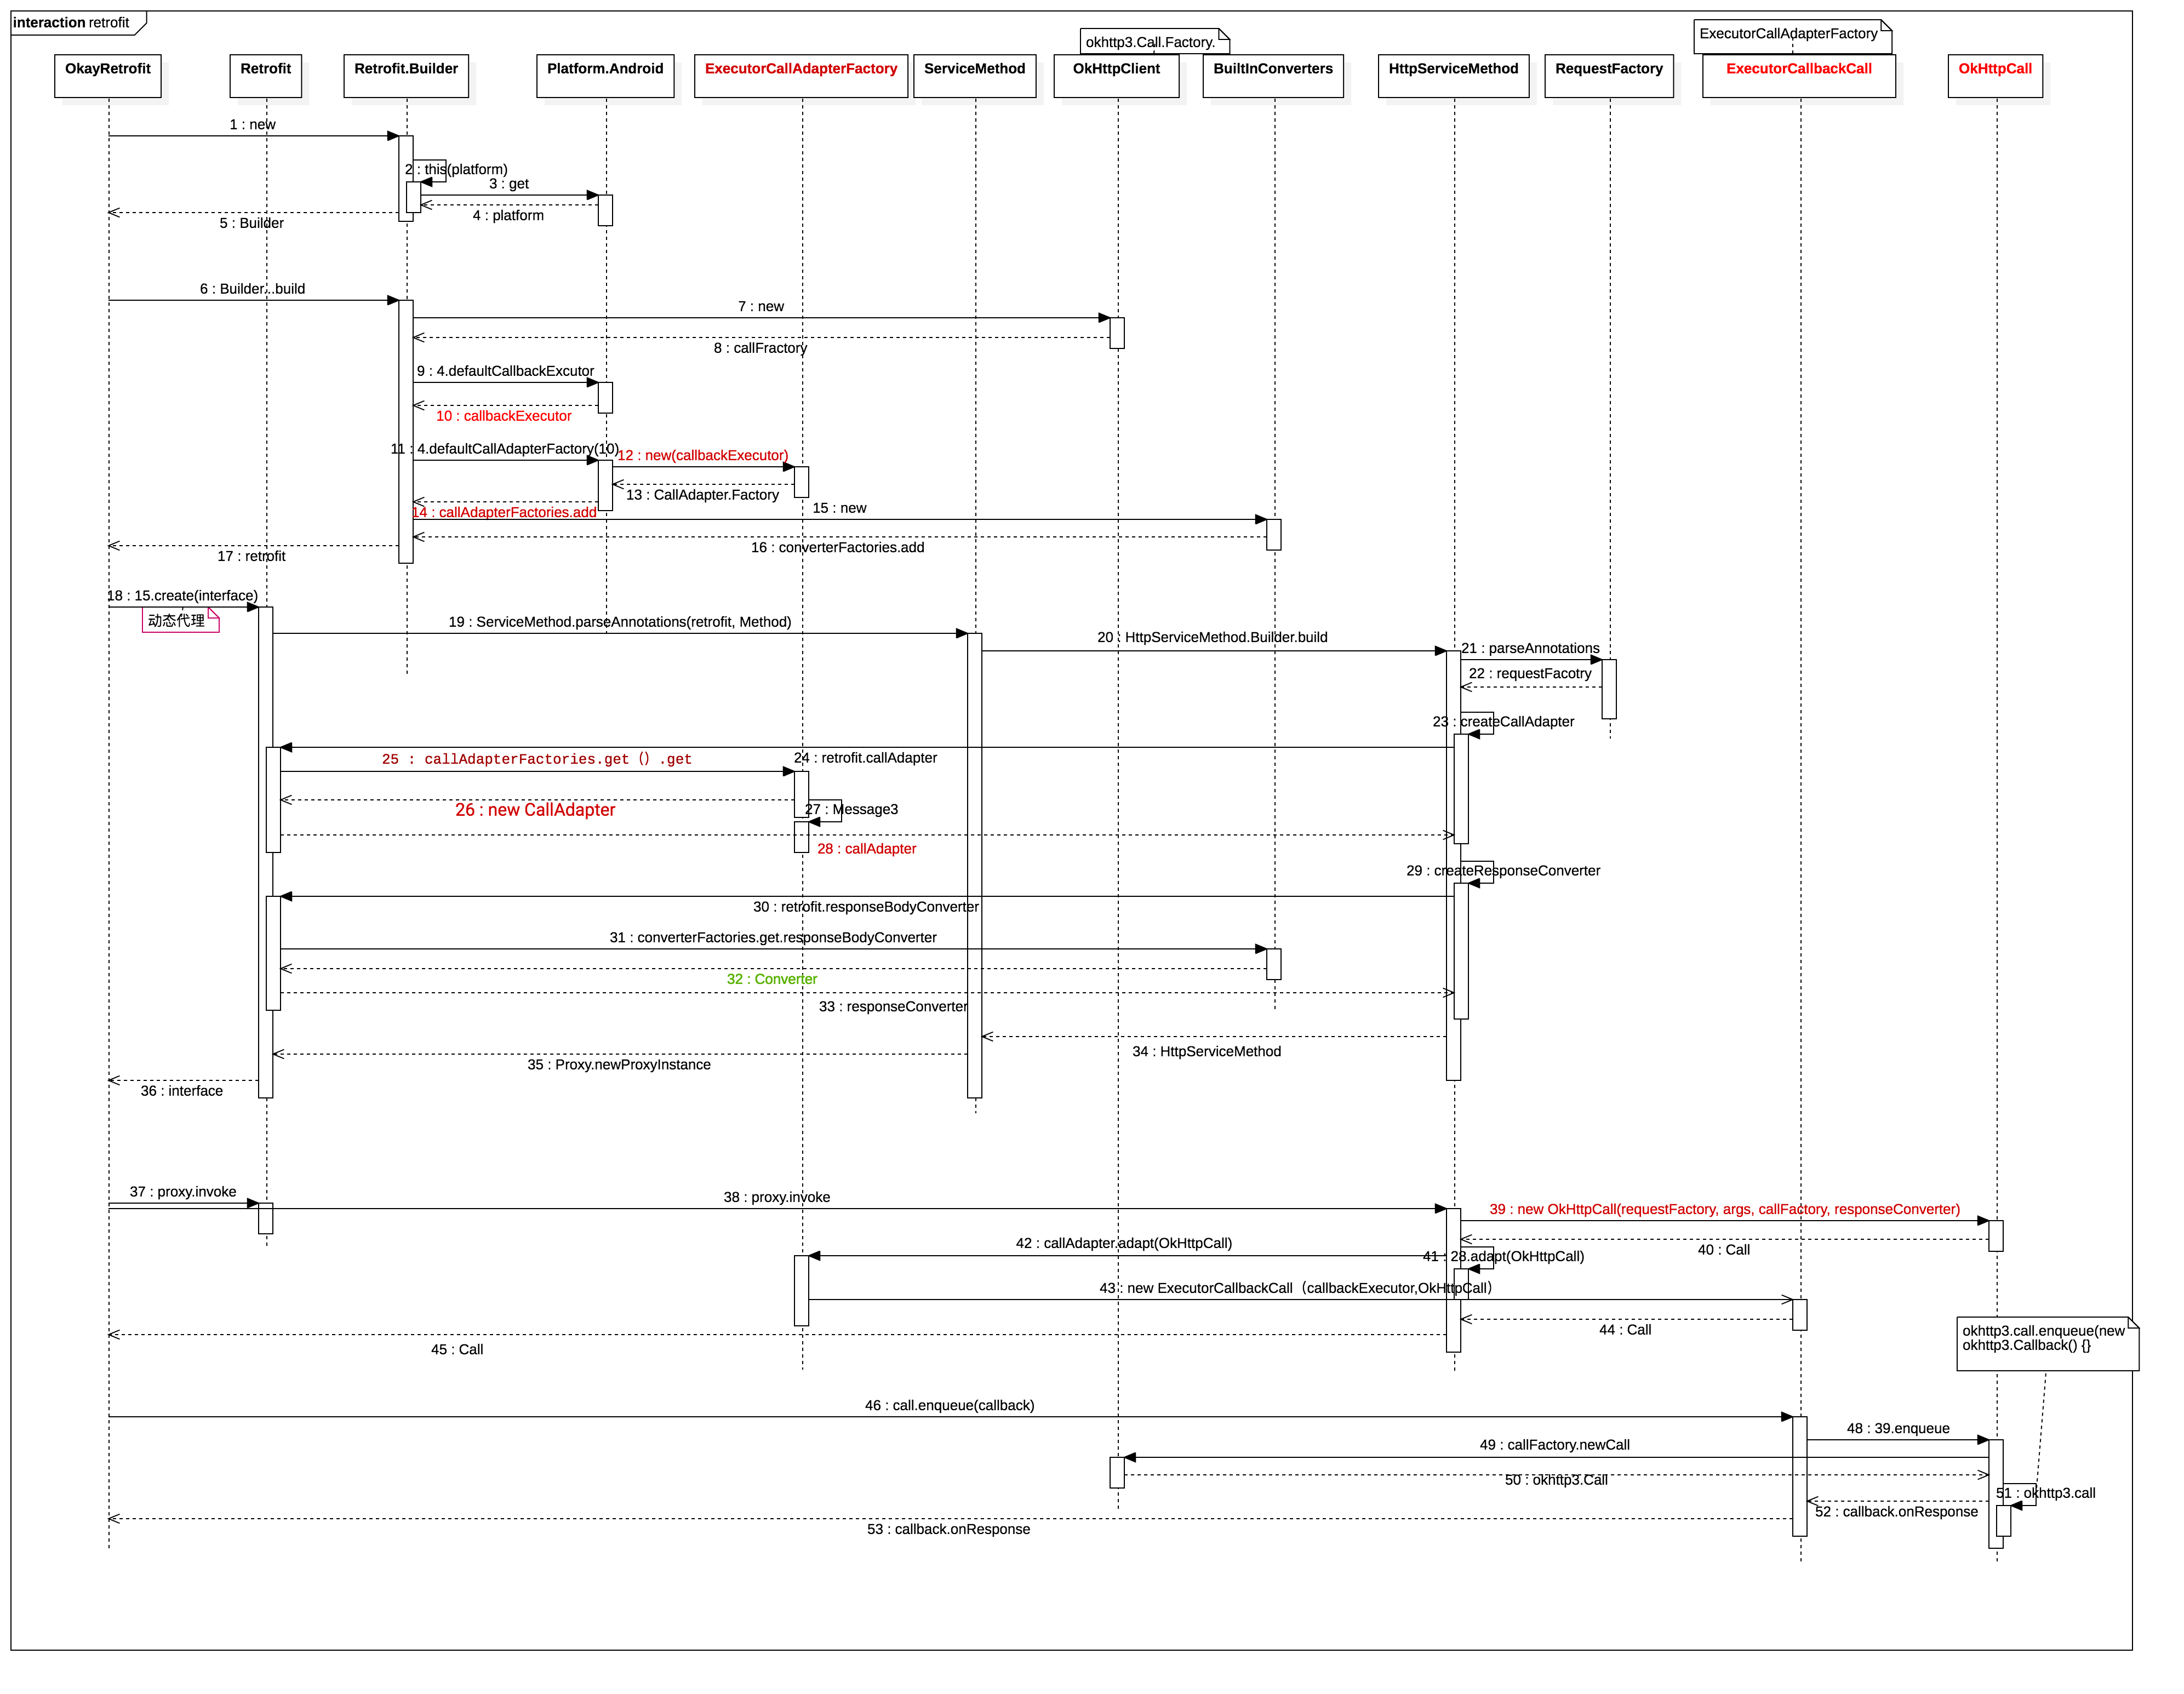 interaction retrofit
okhttp3.Call.Factory.
ExecutorCallAdapterFactory
OkayRetrofit
Retrofit
Retrofit.Builder
Platform.Android
ExecutorCallAdapterFactory
ServiceMethod
OkHttpClient
BuiltInConverters
HttpServiceMethod
RequestFactory
ExecutorCallbackCall
OkHttpCall
1 : new
2 : this(platform)
3 : get
4 : platform
5 : Builder
6 : Builder...build
7 : new
8 : callFractory
9 : 4.defaultCallbackExcutor
10 : callbackExecutor
11 : 4.defaultCallAdapterFactory(10)
12 : new(callbackExecutor)
13 : CallAdapter.Factory
14 : callAdapterFactories.add
15 : new
16 : converterFactories.add
17 : retrofit
18 : 15.create(interface)
动态代理
19 : ServiceMethod.parseAnnotations(retrofit, Method)
20 : HttpServiceMethod.Builder.build
21 : parseAnnotations
22 : requestFacotry
23 : createCallAdapter
24 : retrofit.callAdapter
25 : callAdapterFactories.get（）.get
26 : new CallAdapter
27 : Message3
28 : callAdapter
29 : createResponseConverter
30 : retrofit.responseBodyConverter
31 : converterFactories.get.responseBodyConverter
32 : Converter
33 : responseConverter
34 : HttpServiceMethod
35 : Proxy.newProxyInstance
36 : interface
37 : proxy.invoke
38 : proxy.invoke
39 : new OkHttpCall(requestFactory, args, callFactory, responseConverter)
40 : Call
41 : 28.adapt(OkHttpCall)
42 : callAdapter.adapt(OkHttpCall)
43 : new ExecutorCallbackCall（callbackExecutor,OkHttpCall）
44 : Call
45 : Call
okhttp3.call.enqueue(new
okhttp3.Callback() {}
46 : call.enqueue(callback)
48 : 39.enqueue
49 : callFactory.newCall
50 : okhttp3.Call
51 : okhttp3.call
52 : callback.onResponse
53 : callback.onResponse